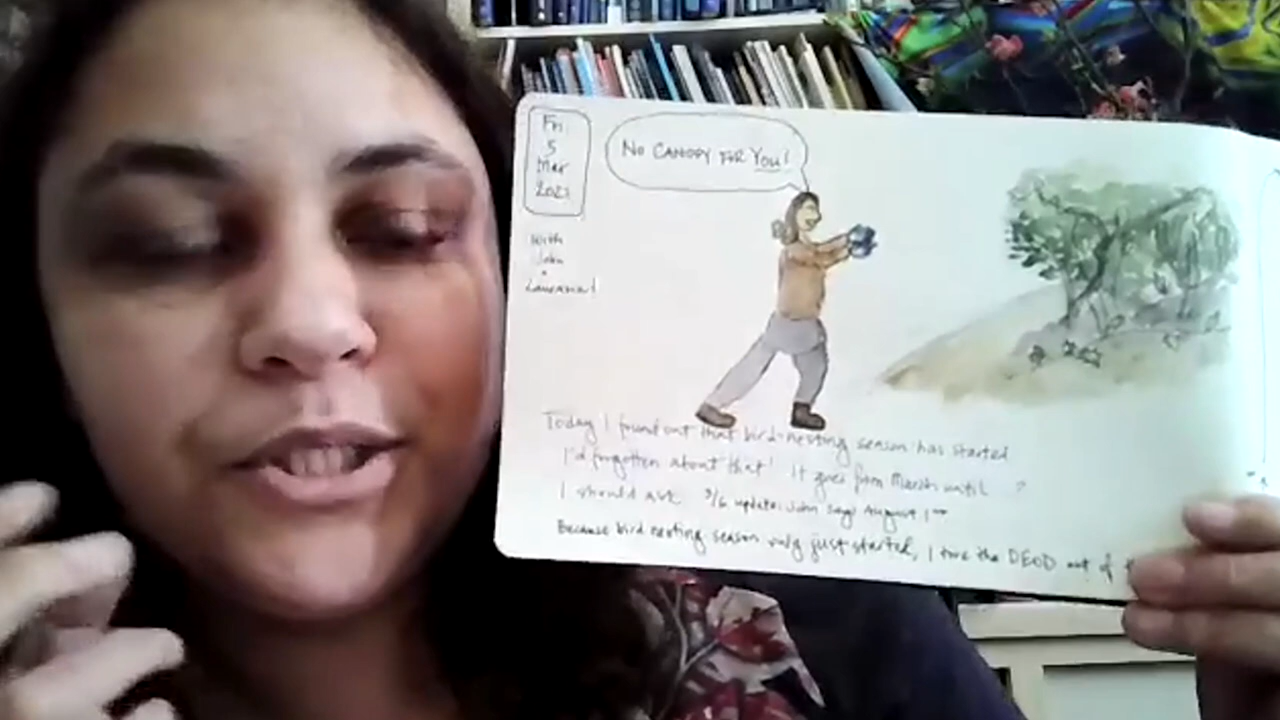 Fri
5
Mar
2021
With
John
+
NO CANOPY FOR YOU!
Today I found out that bird-nesting season has started
I'd forgotten about that! It goes from March until ?
I should ask 3/6 update: John says August 1
Because bird nesting season only just started, I took the DEOD out of